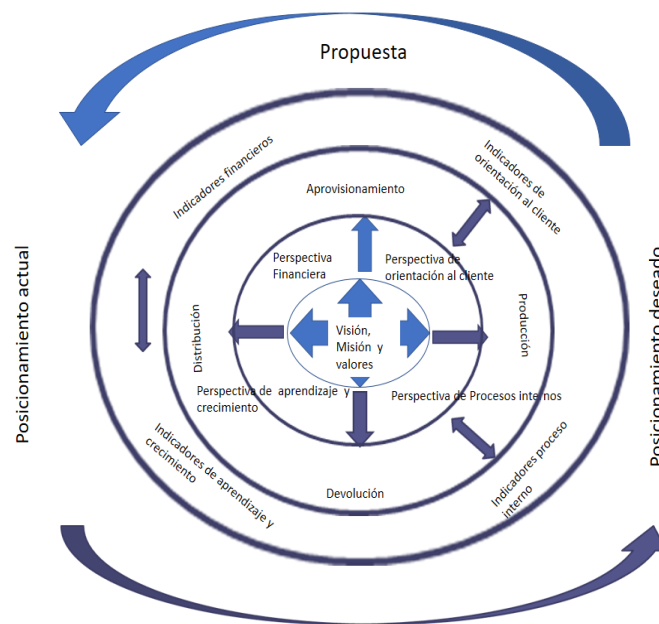 Propuesta
Indicadores financieros
Indicadores de
orientación al cliente
Aprovisionamiento
Perspectiva
Financiera
Perspectiva de
orientación al cliente
Posicionamiento actual
Distribución
Visión,
Misión y
valores
Producción
Posicionamiento deseado
Perspectiva de aprendizaje y
crecimiento
Perspectiva de Procesos internos
Indicadores de aprendizaje y
crecimiento
Devolución
Indicadores proceso
interno